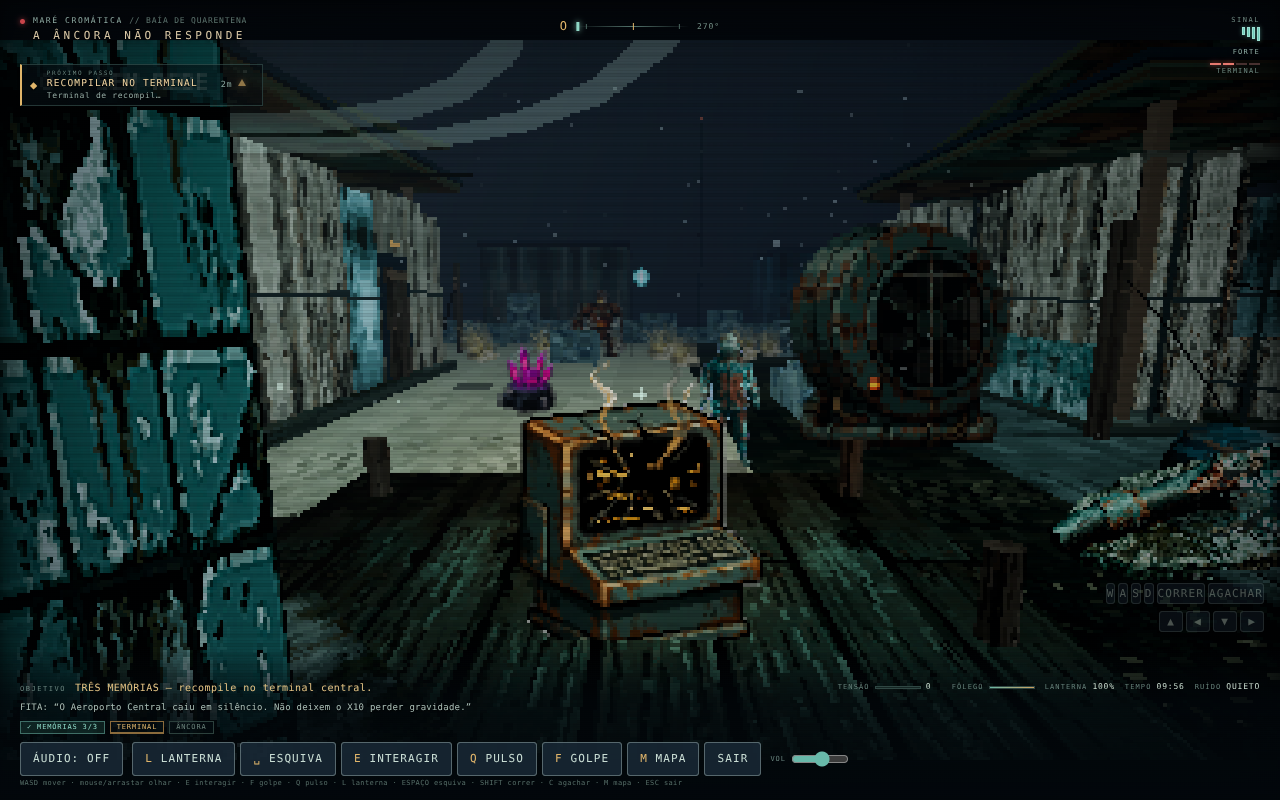 MARÉ CROMÁTICA // BAÍA DE QUARENTENA
A ÂNCORA NÃO RESPONDE
PRÓXIMO PASSO
RECOMPILAR NO TERMINAL
2m
Terminal de recompil…
O
270°
SINAL
FORTE
TERMINAL
W A S D CORRER AGACHAR
▲ ◀ ▼ ▶
OBJETIVO TRÊS MEMÓRIAS — recompile no terminal central.
FITA: “O Aeroporto Central caiu em silêncio. Não deixem o X10 perder gravidade.”
✓ MEMÓRIAS 3/3 TERMINAL ÂNCORA
TENSÃO 0 FÔLEGO LANTERNA 100% TEMPO 09:56 RUÍDO QUIETO
ÁUDIO: OFF L LANTERNA ␣ ESQUIVA E INTERAGIR Q PULSO F GOLPE M MAPA SAIR VOL
WASD mover · mouse/arrastar olhar · E interagir · F golpe · Q pulso · L lanterna · ESPAÇO esquiva · SHIFT correr · C agachar · M mapa · ESC sair